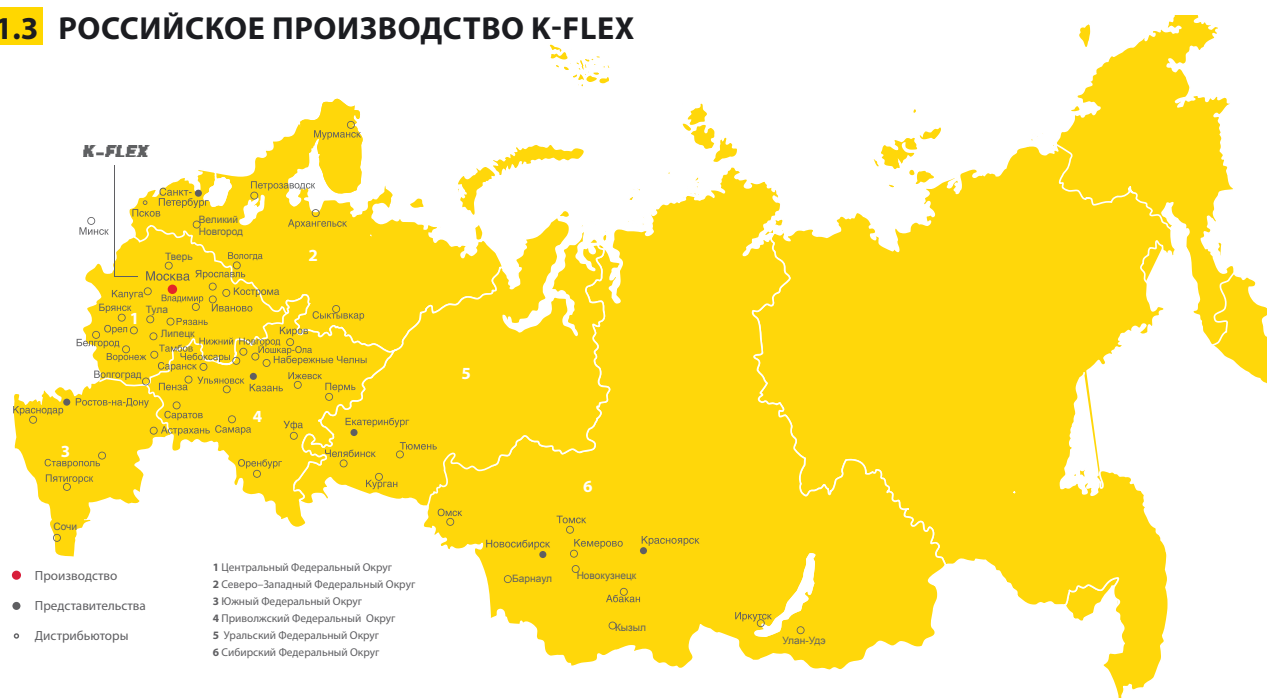 1.3 РОССИЙСКОЕ ПРОИЗВОДСТВО K-FLEX
K-FLEX
Мурманск
Санкт-
Петербург
Петрозаводск
Псков
Великий
Новгород
Архангельск
Минск
2
Тверь
Вологда
Москва
Ярославль
Калуга
Владимир
Кострома
Иваново
Брянск
Тула
1
Рязань
Сыктывкар
Орел
Липецк
Белгород
Киров
Нижний Новгород
Воронеж
Тамбов
Чебоксары
Йошкар-Ола
Саранск
Набережные Челны
Волгоград
Пенза
Ульяновск
Казань
Ижевск
Пермь
5
Краснодар
Ростов-на-Дону
Саратов
4
Астрахань
Самара
Уфа
Екатеринбург
Тюмень
3
Ставрополь
Челябинск
Пятигорск
Оренбург
Курган
6
Сочи
Омск
Томск
Новосибирск
Кемерово
Красноярск
Барнаул
Новокузнецк
Абакан
Кызыл
Иркутск
Улан-Удэ
Производство
Представительства
Дистрибьюторы
1 Центральный Федеральный Округ
2 Северо–Западный Федеральный Округ
3 Южный Федеральный Округ
4 Приволжский Федеральный Округ
5 Уральский Федеральный Округ
6 Сибирский Федеральный Округ